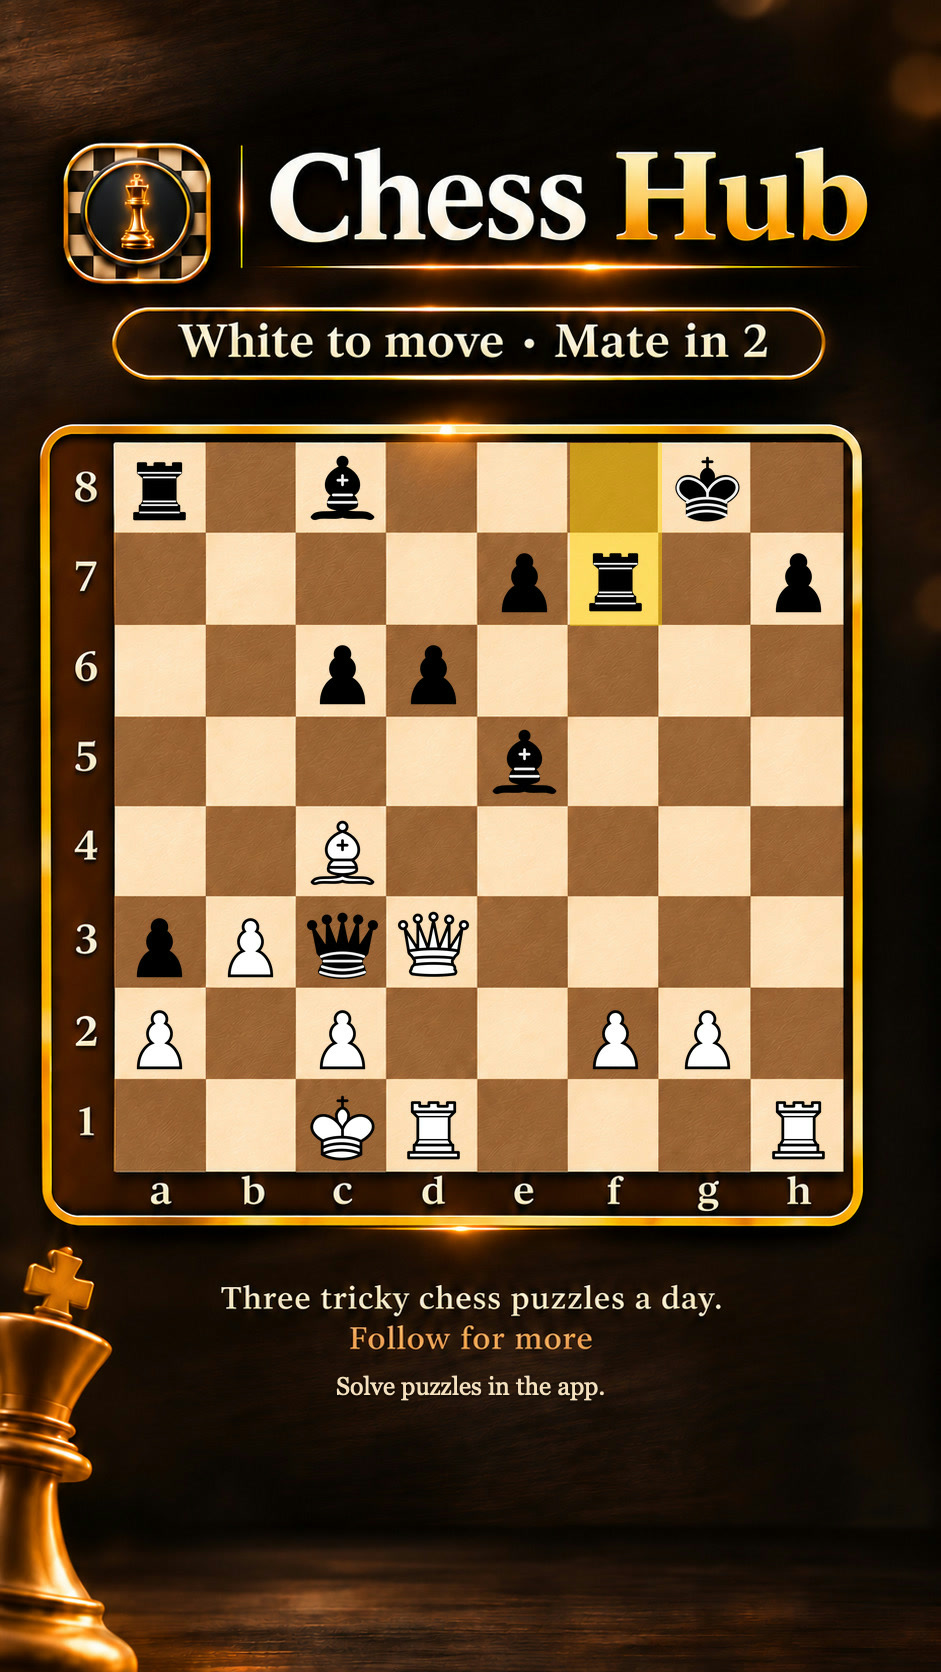 Chess Hub
White to move • Mate in 2
8
7
6
5
4
3
2
1
a b c d e f g h
Three tricky chess puzzles a day.
Follow for more
Solve puzzles in the app.